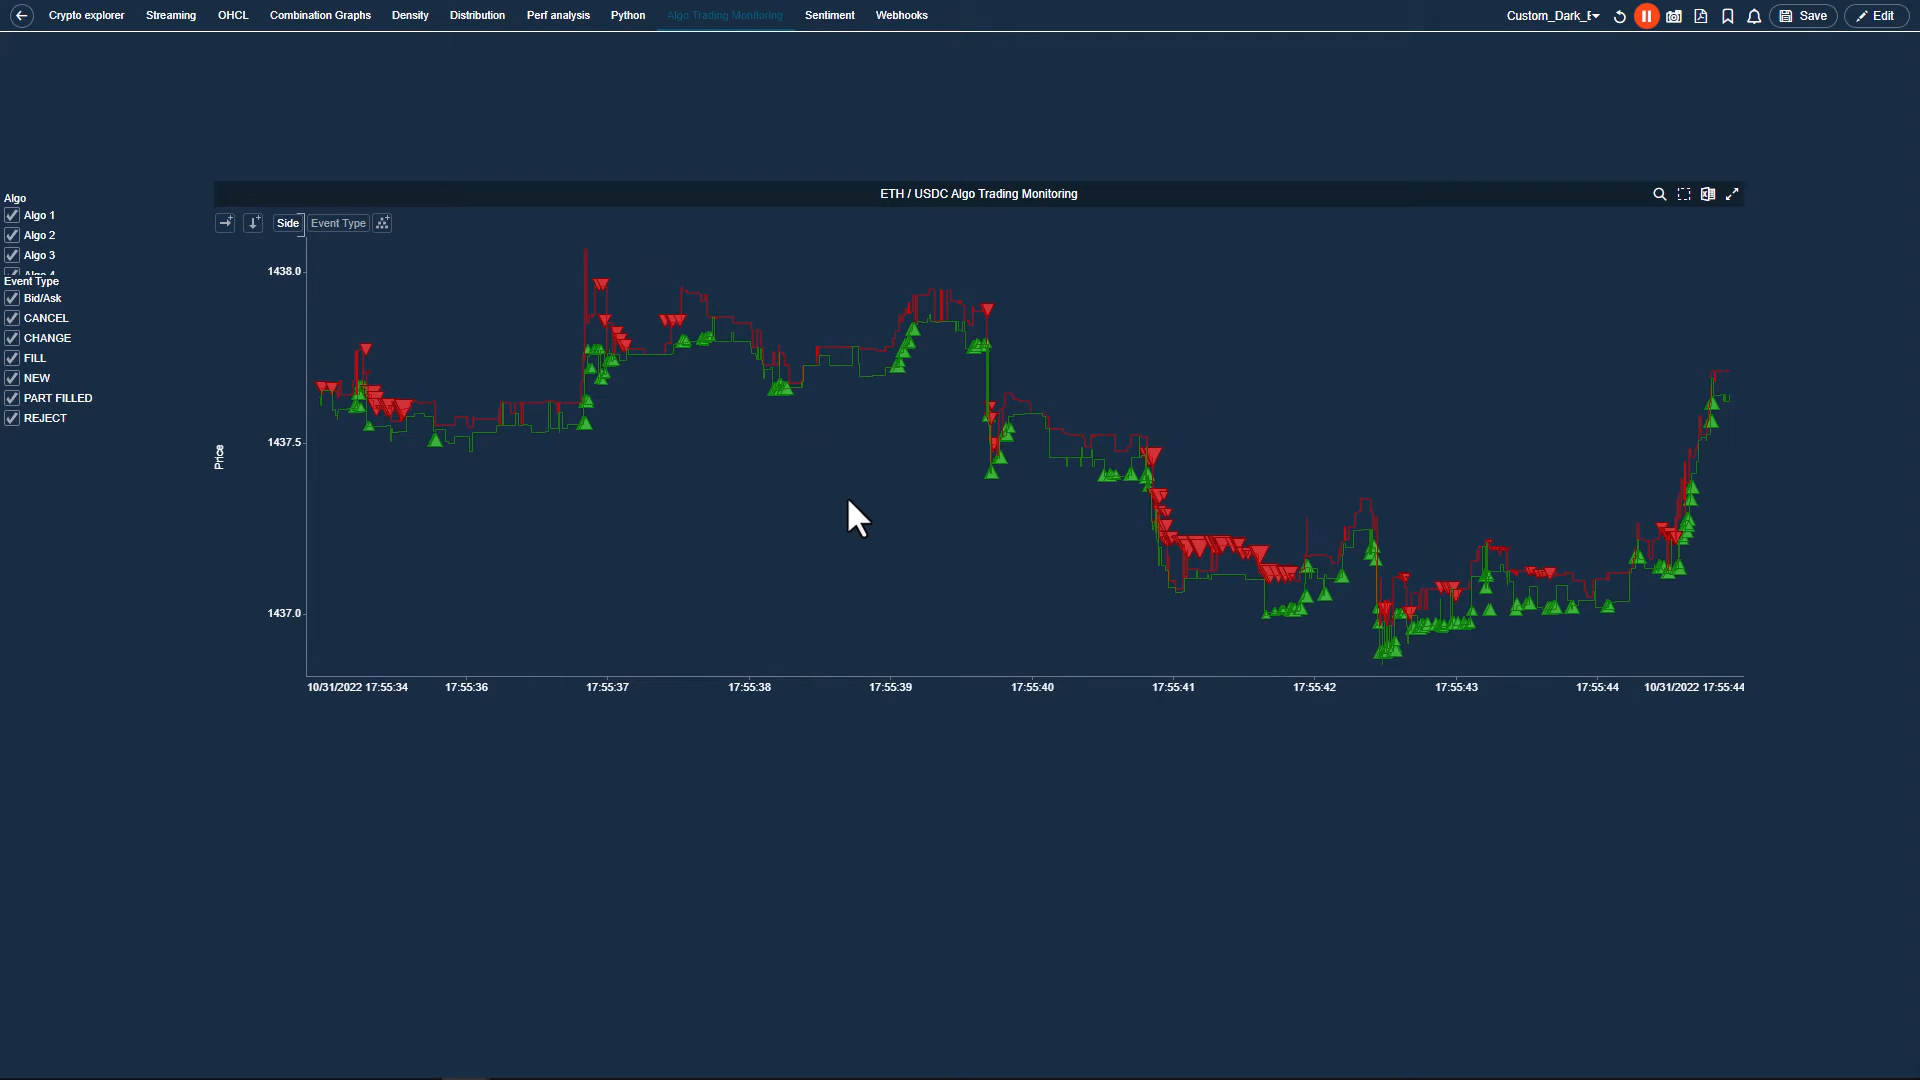 Crypto explorer Streaming OHCL Combination Graphs Density Distribution Perf analysis Python Algo Trading Monitoring Sentiment Webhooks Custom_Dark_E Save Edit
ETH / USDC Algo Trading Monitoring
Algo
Algo 1
Algo 2
Algo 3
Algo 4
Event Type
Bid/Ask
CANCEL
CHANGE
FILL
NEW
PART FILLED
REJECT
Side Event Type
1438.0
1437.5
Price
1437.0
10/31/2022 17:55:34 17:55:36 17:55:37 17:55:38 17:55:39 17:55:40 17:55:41 17:55:42 17:55:43 17:55:44 10/31/2022 17:55:44